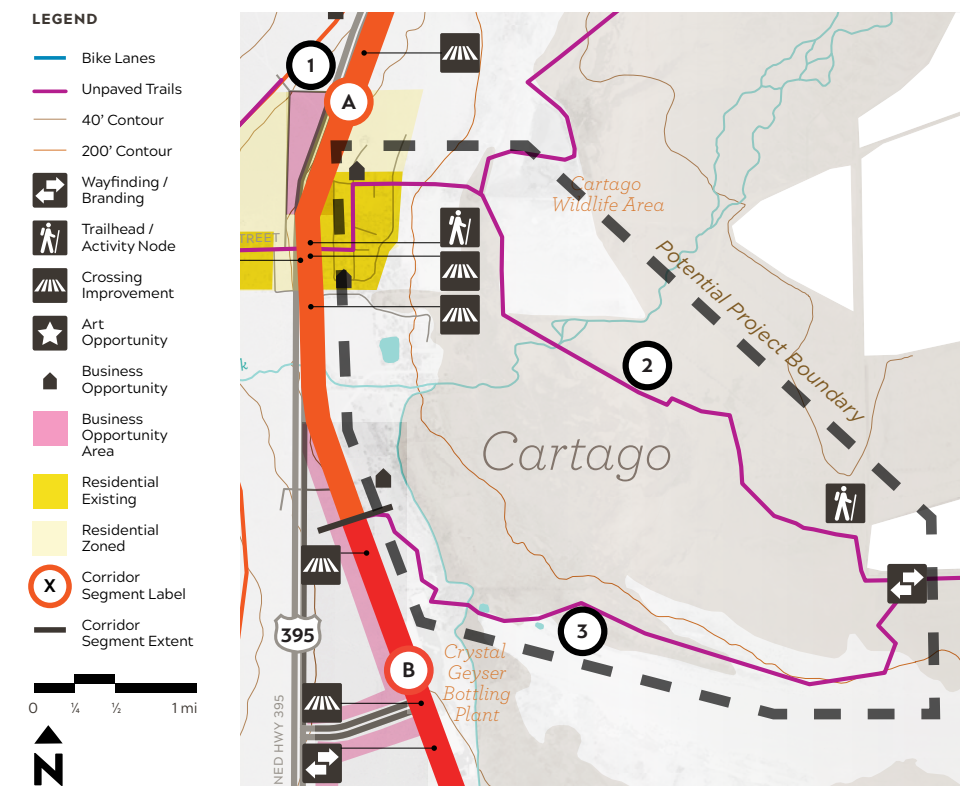 LEGEND
Bike Lanes
Unpaved Trails
40’ Contour
200’ Contour
Wayfinding /
Branding
Trailhead /
Activity Node
Crossing
Improvement
Art
Opportunity
Business
Opportunity
Business
Opportunity
Area
Residential
Existing
Residential
Zoned
X
Corridor
Segment Label
Corridor
Segment Extent
0 ¼ ½ 1 mi
N
1
A
Cartago
Wildlife Area
TREET
Potential Project Boundary
k
2
Cartago
395
3
B
Crystal
Geyser
Bottling
Plant
NED HWY 395